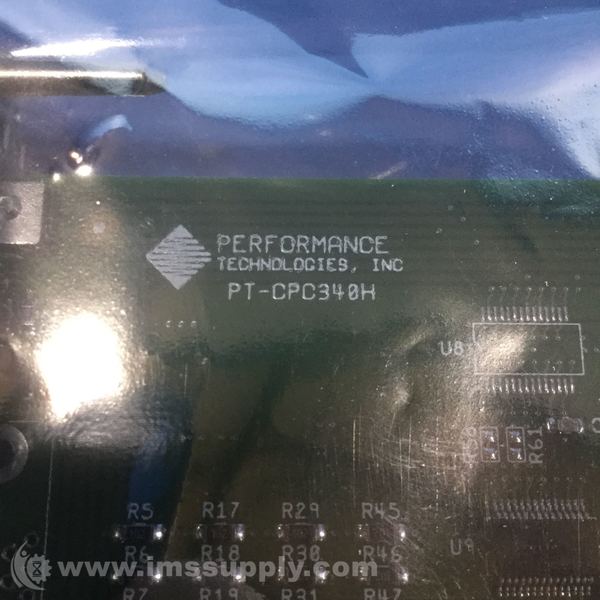 PERFORMANCE
TECHNOLOGIES, INC
PT-CPC340H
U8
R61
R5 R17 R29 R45
R6 R18 R30 R46
U9
R7 R19 R31 R47
www.imssupply.com